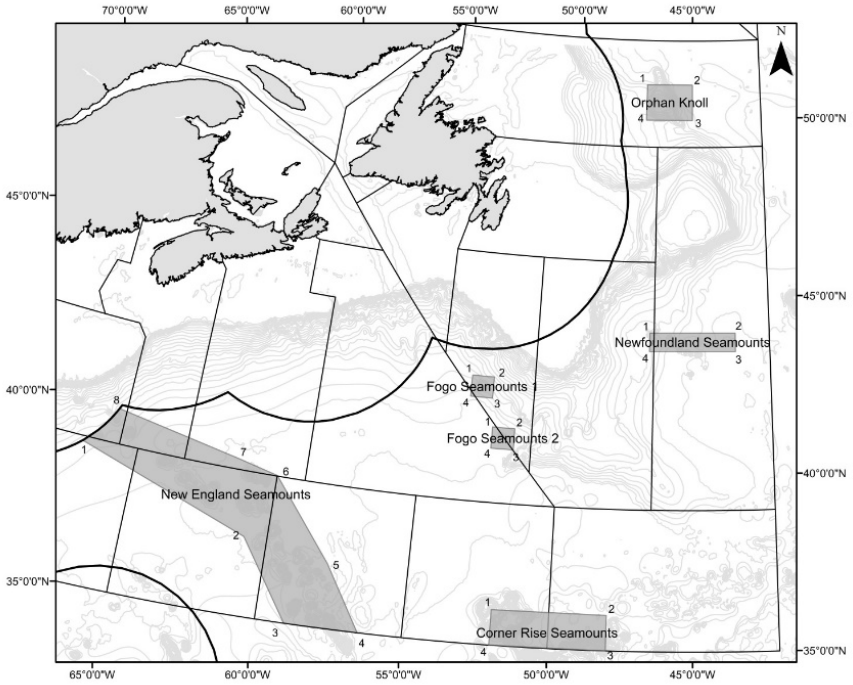 70°0'0"W 65°0'0"W 60°0'0"W 55°0'0"W 50°0'0"W 45°0'0"W
N
1 2
Orphan Knoll
4 3
50°0'0"N
45°0'0"N
45°0'0"N
1 2
Newfoundland Seamounts
4 3
1 2
Fogo Seamounts 1
4 3
40°0'0"N
8
1 2
Fogo Seamounts 2
4 3
1
7
6
40°0'0"N
New England Seamounts
2
5
35°0'0"N
1 2
Corner Rise Seamounts
3
4
4 3
35°0'0"N
65°0'0"W 60°0'0"W 55°0'0"W 50°0'0"W 45°0'0"W